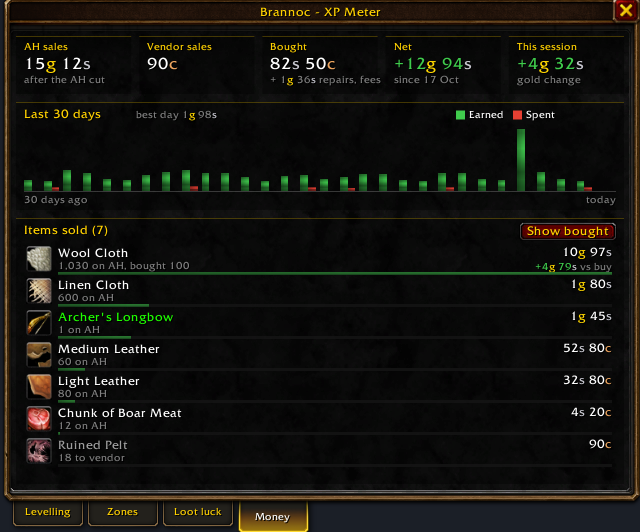 Brannoc - XP Meter
AH sales
15g 12s
after the AH cut
Vendor sales
90c
Bought
82s 50c
+ 1g 36s repairs, fees
Net
+12g 94s
since 17 Oct
This session
+4g 32s
gold change
Last 30 days
best day 1g 98s
Earned
Spent
30 days ago
today
Items sold (7)
Show bought
Wool Cloth
10g 97s
1,030 on AH, bought 100
+4g 79s vs buy
Linen Cloth
1g 80s
600 on AH
Archer's Longbow
1g 45s
1 on AH
Medium Leather
52s 80c
60 on AH
Light Leather
32s 80c
80 on AH
Chunk of Boar Meat
4s 20c
12 on AH
Ruined Pelt
90c
18 to vendor
Levelling
Zones
Loot luck
Money